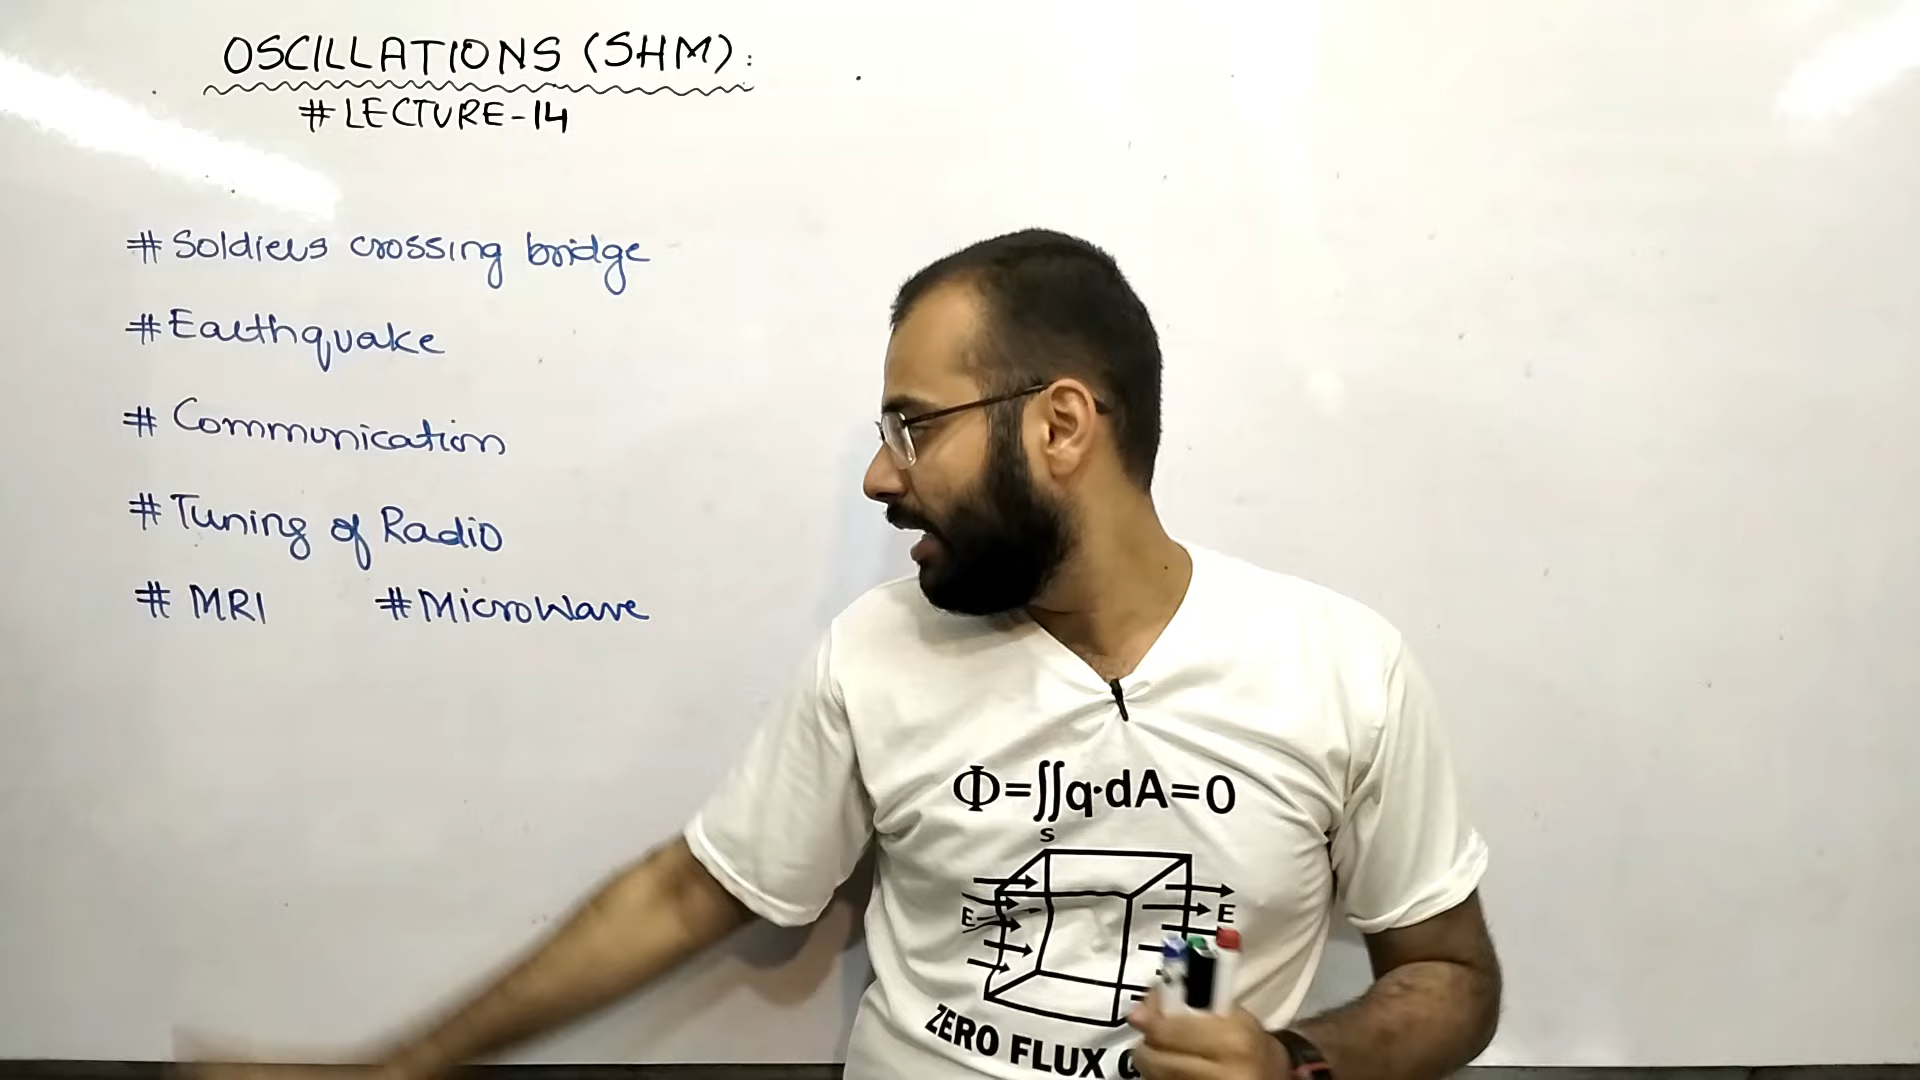 OSCILLATIONS (SHM):
#LECTURE-14
# Soldiers crossing bridge
# Earthquake
# Communication
# Tuning of Radio
# MRI # MicroWave
Φ=∬q·dA=0
S
E
E
ZERO FLUX